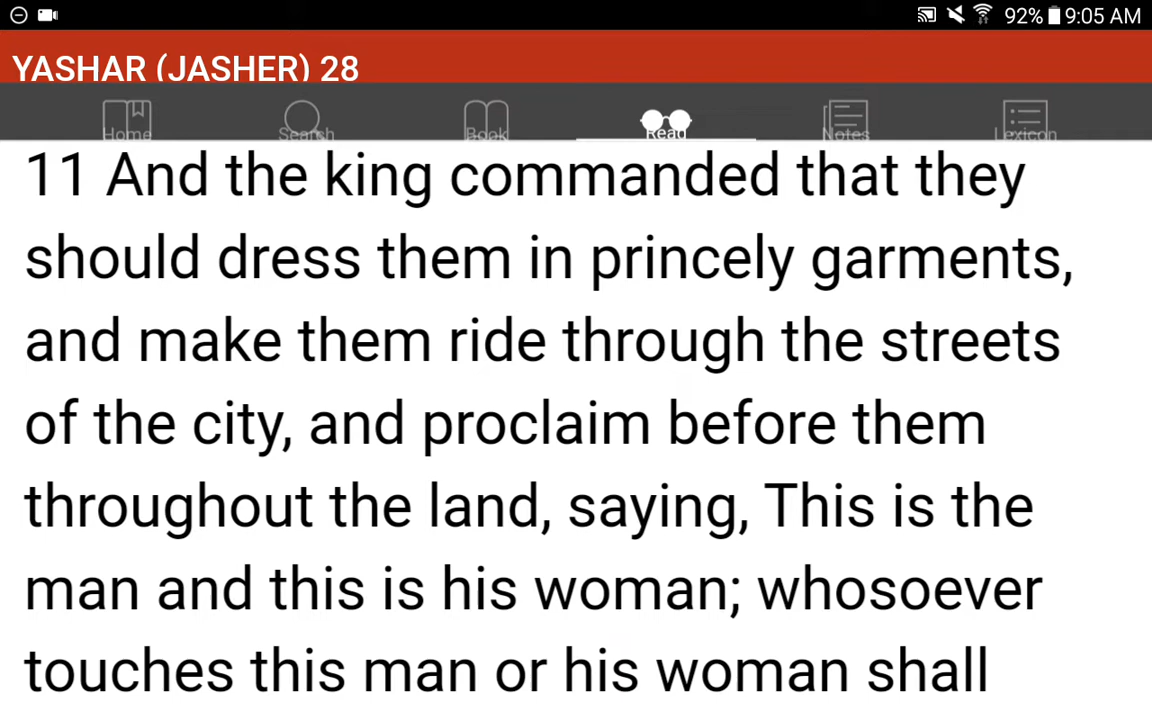 92% 9:05 AM
YASHAR (JASHER) 28
Home Search Book Read Notes Lexicon
11 And the king commanded that they
should dress them in princely garments,
and make them ride through the streets
of the city, and proclaim before them
throughout the land, saying, This is the
man and this is his woman; whosoever
touches this man or his woman shall